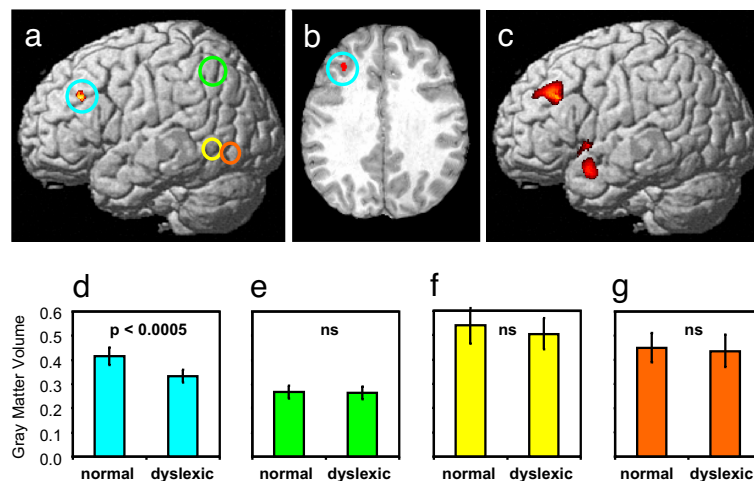 a b c
d e f g
0.6
0.5
0.4
0.3
0.2
0.1
0.0
Gray Matter Volume
p < 0.0005
normal dyslexic
ns
normal dyslexic
ns
normal dyslexic
ns
normal dyslexic